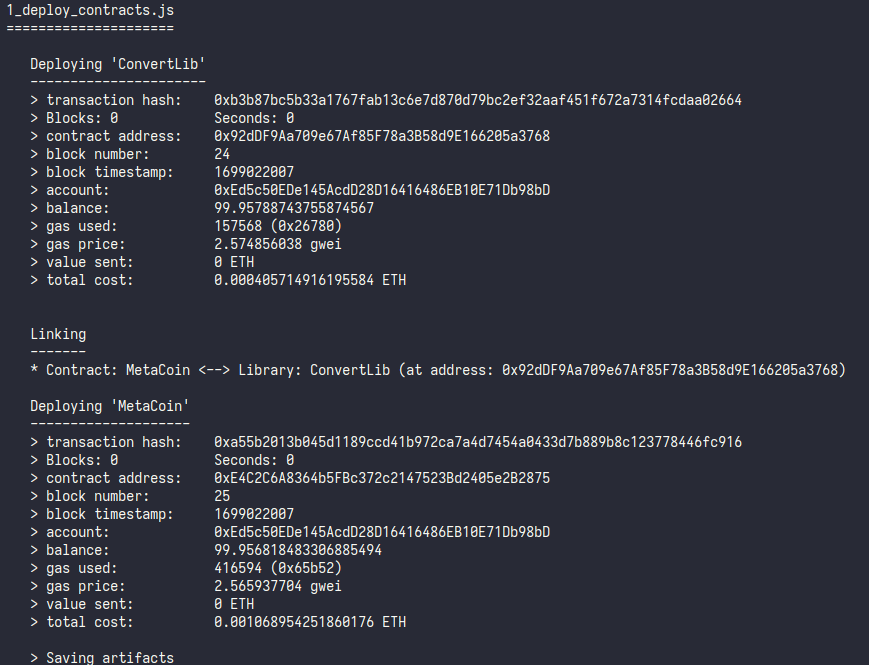 1_deploy_contracts.js
=====================
Deploying 'ConvertLib'
----------------------
> transaction hash:    0xb3b87bc5b33a1767fab13c6e7d870d79bc2ef32aaf451f672a7314fcdaa02664
> Blocks: 0            Seconds: 0
> contract address:    0x92dDF9Aa709e67Af85F78a3B58d9E166205a3768
> block number:        24
> block timestamp:     1699022007
> account:             0xEd5c50EDe145AcdD28D16416486EB10E71Db98bD
> balance:             99.95788743755874567
> gas used:            157568 (0x26780)
> gas price:           2.574856038 gwei
> value sent:          0 ETH
> total cost:          0.000405714916195584 ETH
Linking
-------
* Contract: MetaCoin <--> Library: ConvertLib (at address: 0x92dDF9Aa709e67Af85F78a3B58d9E166205a3768)
Deploying 'MetaCoin'
--------------------
> transaction hash:    0xa55b2013b045d1189ccd41b972ca7a4d7454a0433d7b889b8c123778446fc916
> Blocks: 0            Seconds: 0
> contract address:    0xE4C2C6A8364b5FBc372c2147523Bd2405e2B2875
> block number:        25
> block timestamp:     1699022007
> account:             0xEd5c50EDe145AcdD28D16416486EB10E71Db98bD
> balance:             99.956818483306885494
> gas used:            416594 (0x65b52)
> gas price:           2.565937704 gwei
> value sent:          0 ETH
> total cost:          0.001068954251860176 ETH
> Saving artifacts